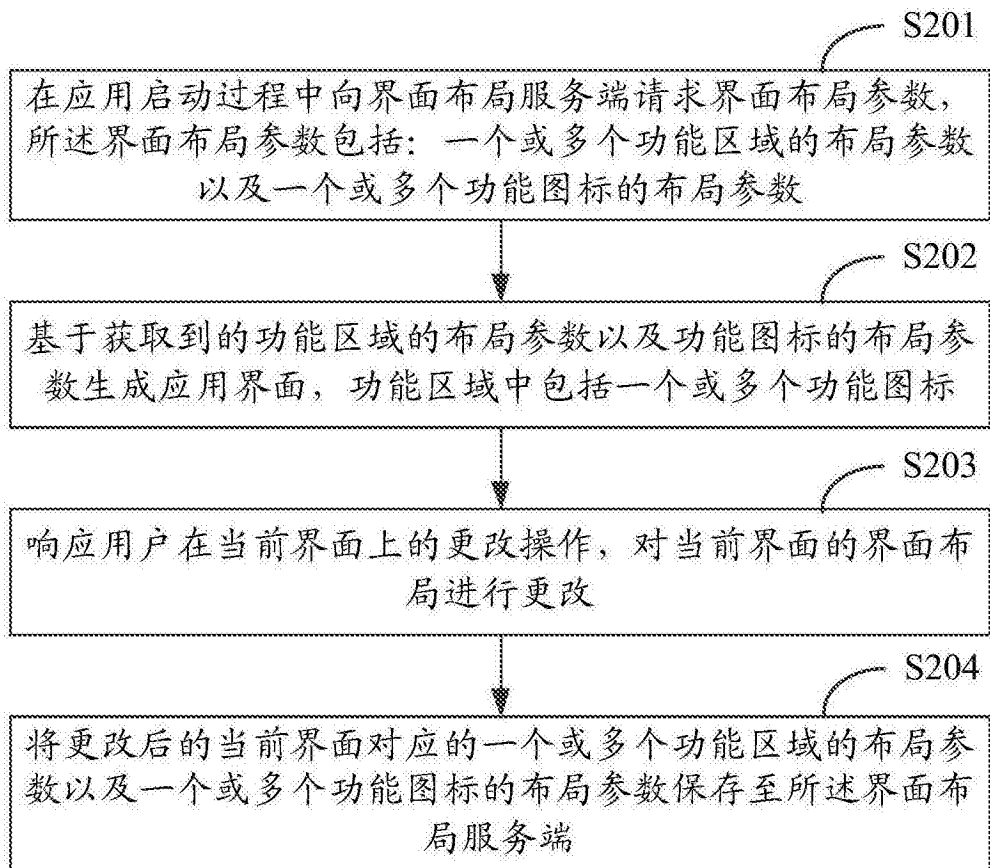 S201
在应用启动过程中向界面布局服务端请求界面布局参数，
所述界面布局参数包括：一个或多个功能区域的布局参数
以及一个或多个功能图标的布局参数
S202
基于获取到的功能区域的布局参数以及功能图标的布局参
数生成应用界面，功能区域中包括一个或多个功能图标
S203
响应用户在当前界面上的更改操作，对当前界面的界面布
局进行更改
S204
将更改后的当前界面对应的一个或多个功能区域的布局参
数以及一个或多个功能图标的布局参数保存至所述界面布
局服务端